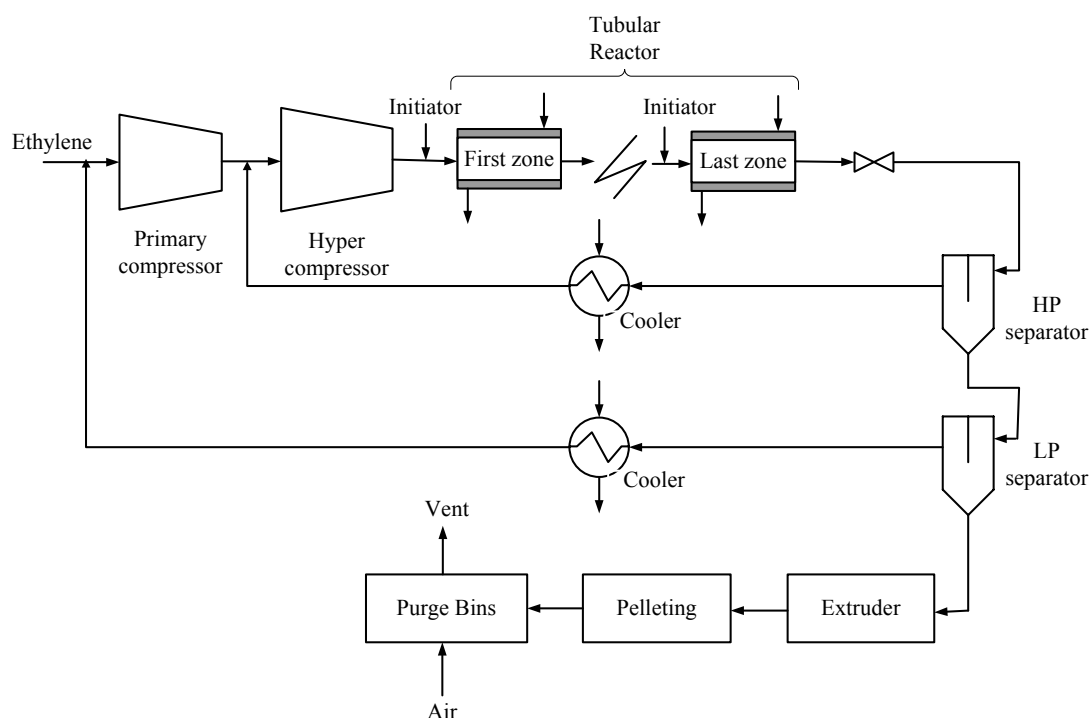 Tubular
Reactor
Initiator
Initiator
Ethylene
First zone
Last zone
Primary
compressor
Hyper
compressor
Cooler
HP
separator
Cooler
LP
separator
Vent
Purge Bins
Pelleting
Extruder
Air